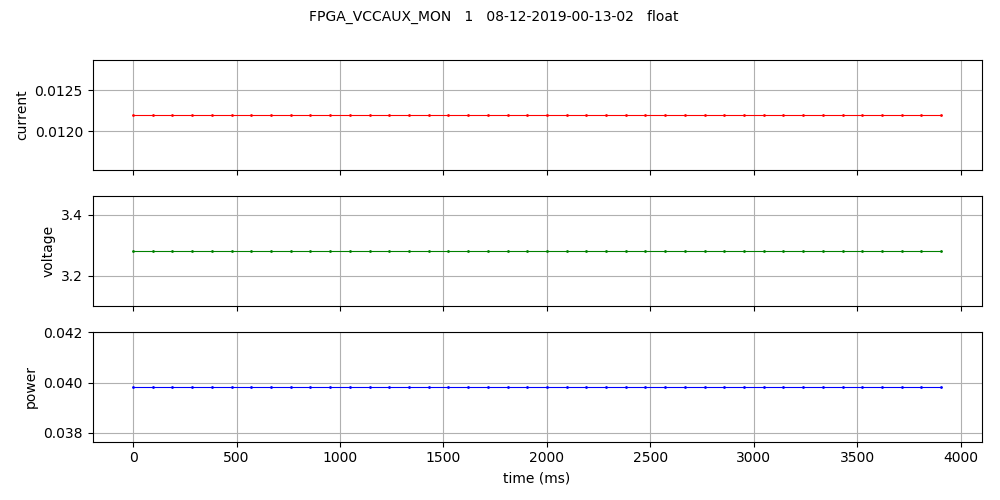 FPGA_VCCAUX_MON 1 08-12-2019-00-13-02 float
0.0125
0.0120
current
3.4
3.2
voltage
0.042
0.040
0.038
power
0 500 1000 1500 2000 2500 3000 3500 4000
time (ms)